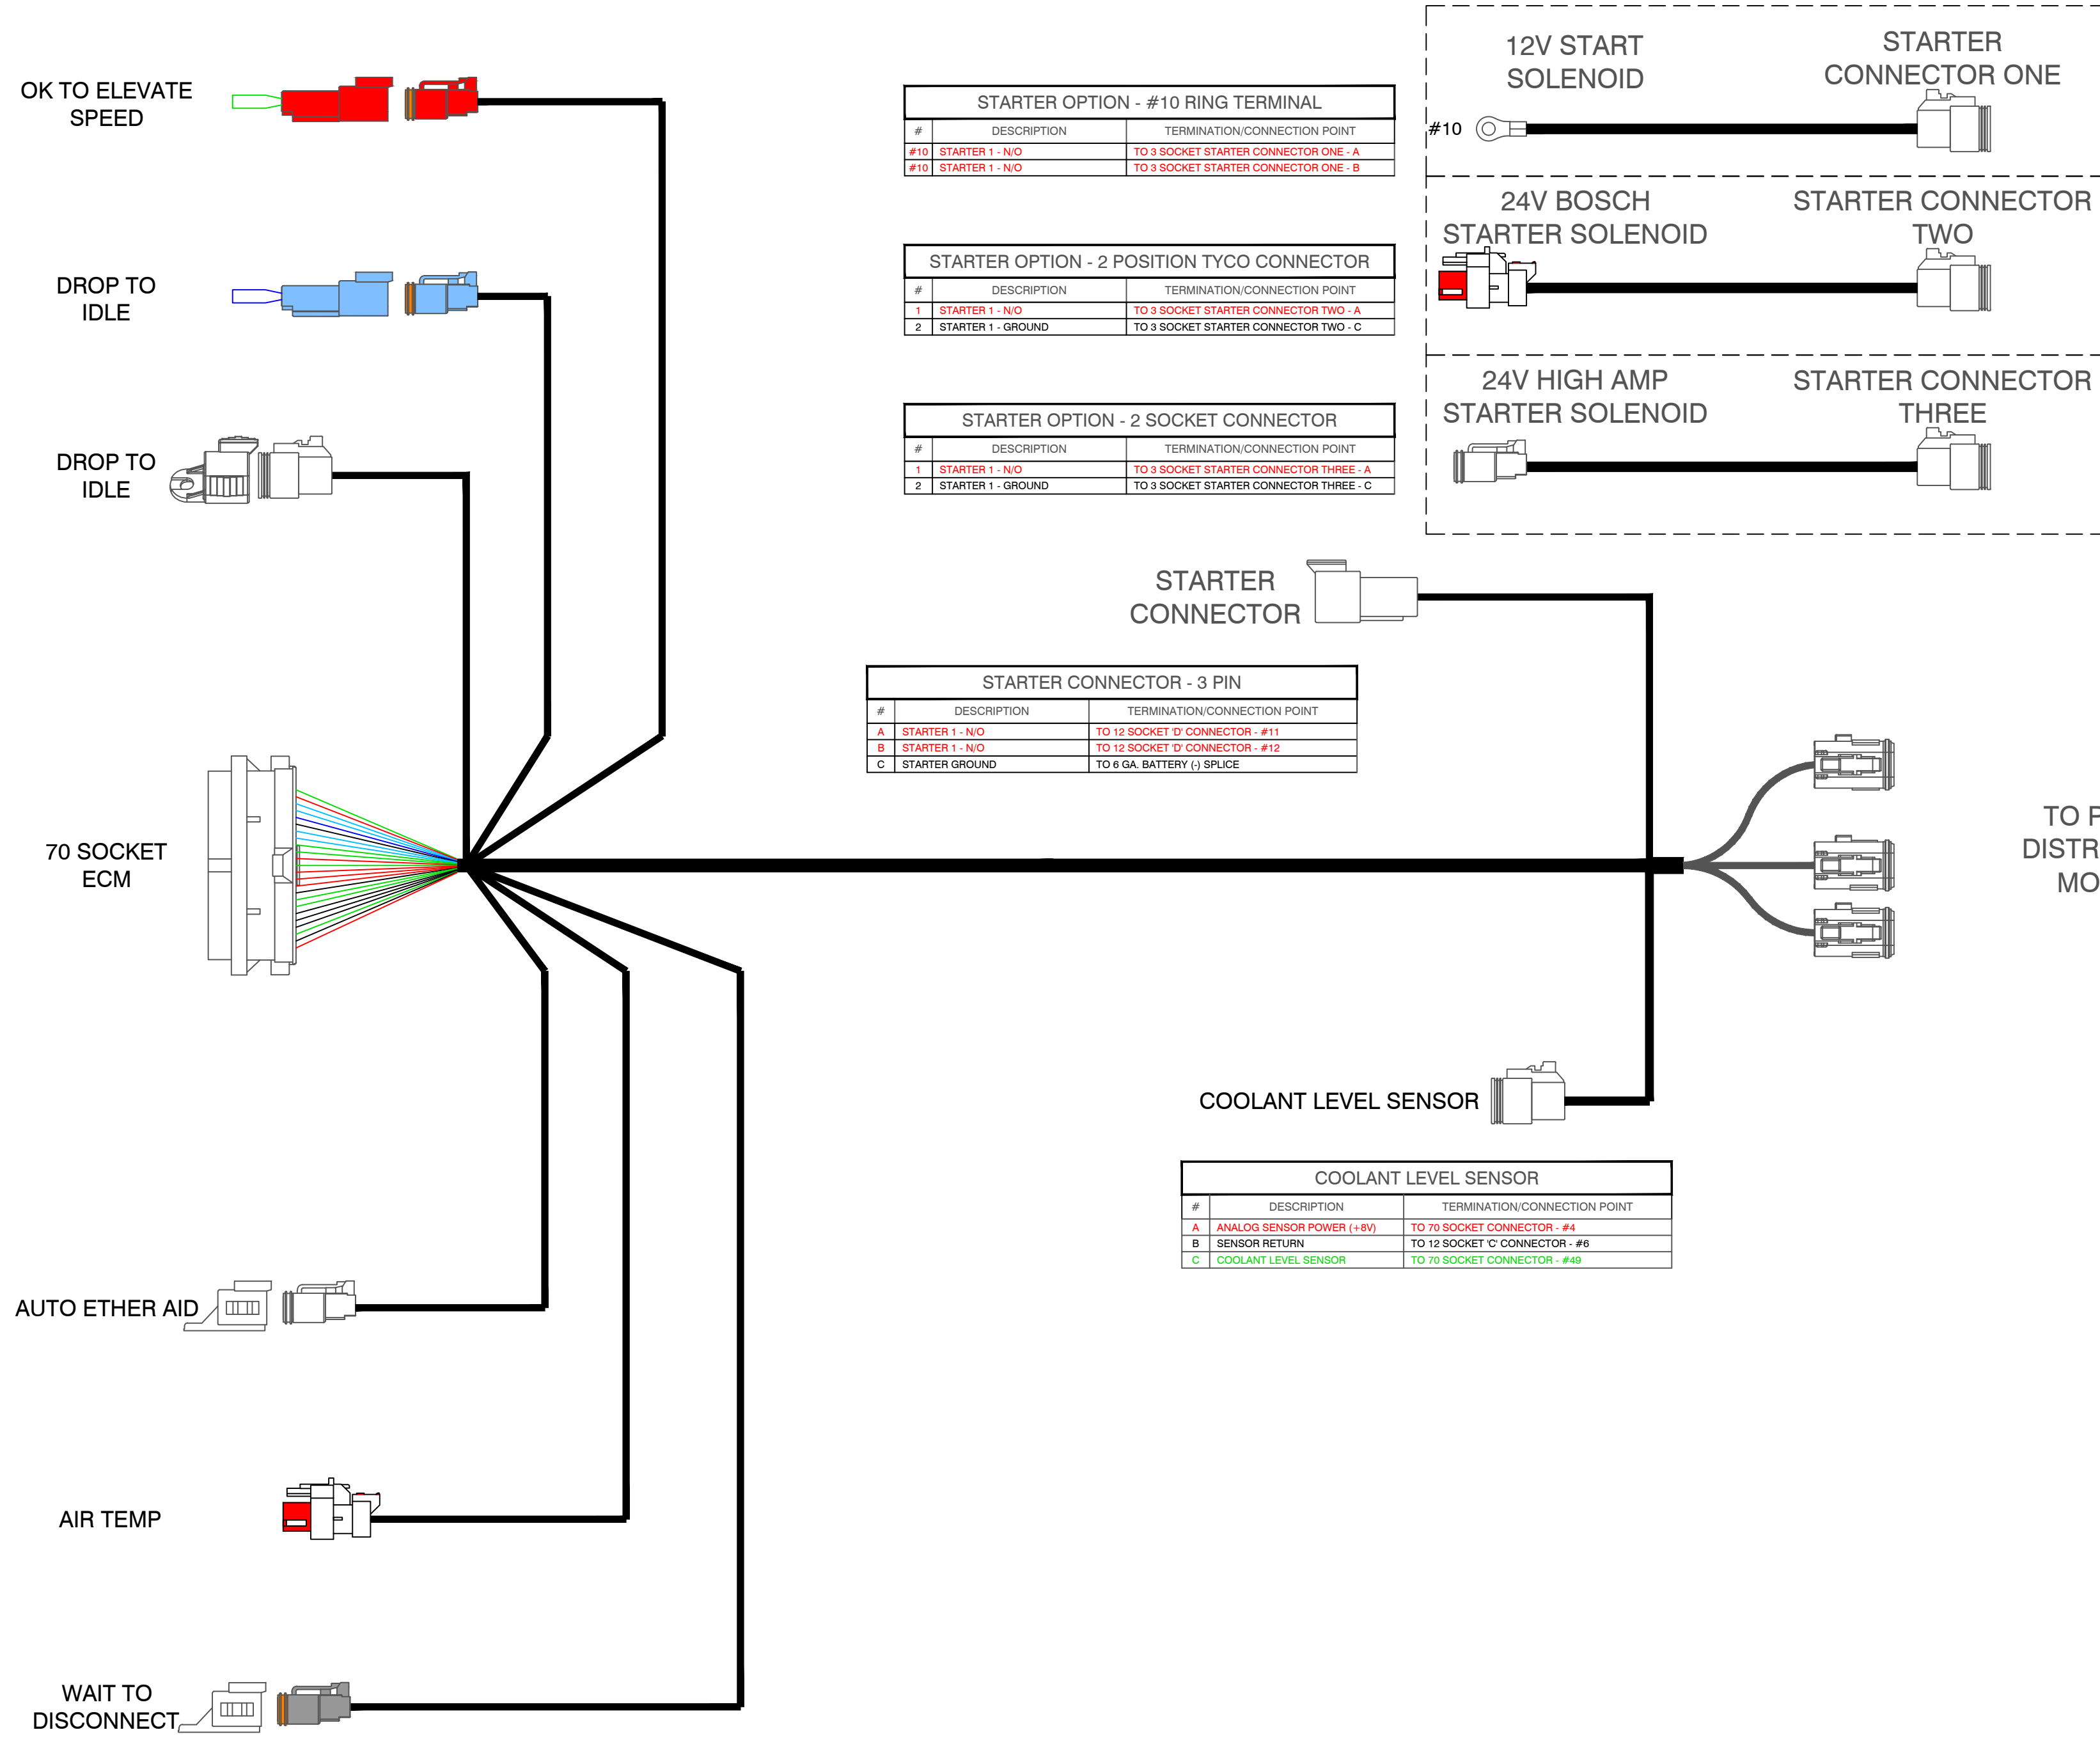 OK TO ELEVATE
SPEED
DROP TO
IDLE
DROP TO
IDLE
70 SOCKET
ECM
AUTO ETHER AID
AIR TEMP
WAIT TO
DISCONNECT
STARTER OPTION - #10 RING TERMINAL
# DESCRIPTION TERMINATION/CONNECTION POINT
#10 STARTER 1 - N/O TO 3 SOCKET STARTER CONNECTOR ONE - A
#10 STARTER 1 - N/O TO 3 SOCKET STARTER CONNECTOR ONE - B
STARTER OPTION - 2 POSITION TYCO CONNECTOR
# DESCRIPTION TERMINATION/CONNECTION POINT
1 STARTER 1 - N/O TO 3 SOCKET STARTER CONNECTOR TWO - A
2 STARTER 1 - GROUND TO 3 SOCKET STARTER CONNECTOR TWO - C
STARTER OPTION - 2 SOCKET CONNECTOR
# DESCRIPTION TERMINATION/CONNECTION POINT
1 STARTER 1 - N/O TO 3 SOCKET STARTER CONNECTOR THREE - A
2 STARTER 1 - GROUND TO 3 SOCKET STARTER CONNECTOR THREE - C
12V START
SOLENOID
STARTER
CONNECTOR ONE
#10
24V BOSCH
STARTER SOLENOID
STARTER CONNECTOR
TWO
24V HIGH AMP
STARTER SOLENOID
STARTER CONNECTOR
THREE
STARTER
CONNECTOR
STARTER CONNECTOR - 3 PIN
# DESCRIPTION TERMINATION/CONNECTION POINT
A STARTER 1 - N/O TO 12 SOCKET 'D' CONNECTOR - #11
B STARTER 1 - N/O TO 12 SOCKET 'D' CONNECTOR - #12
C STARTER GROUND TO 6 GA. BATTERY (-) SPLICE
TO P
DISTR
MO
COOLANT LEVEL SENSOR
COOLANT LEVEL SENSOR
# DESCRIPTION TERMINATION/CONNECTION POINT
A ANALOG SENSOR POWER (+8V) TO 70 SOCKET CONNECTOR - #4
B SENSOR RETURN TO 12 SOCKET 'C' CONNECTOR - #6
C COOLANT LEVEL SENSOR TO 70 SOCKET CONNECTOR - #49